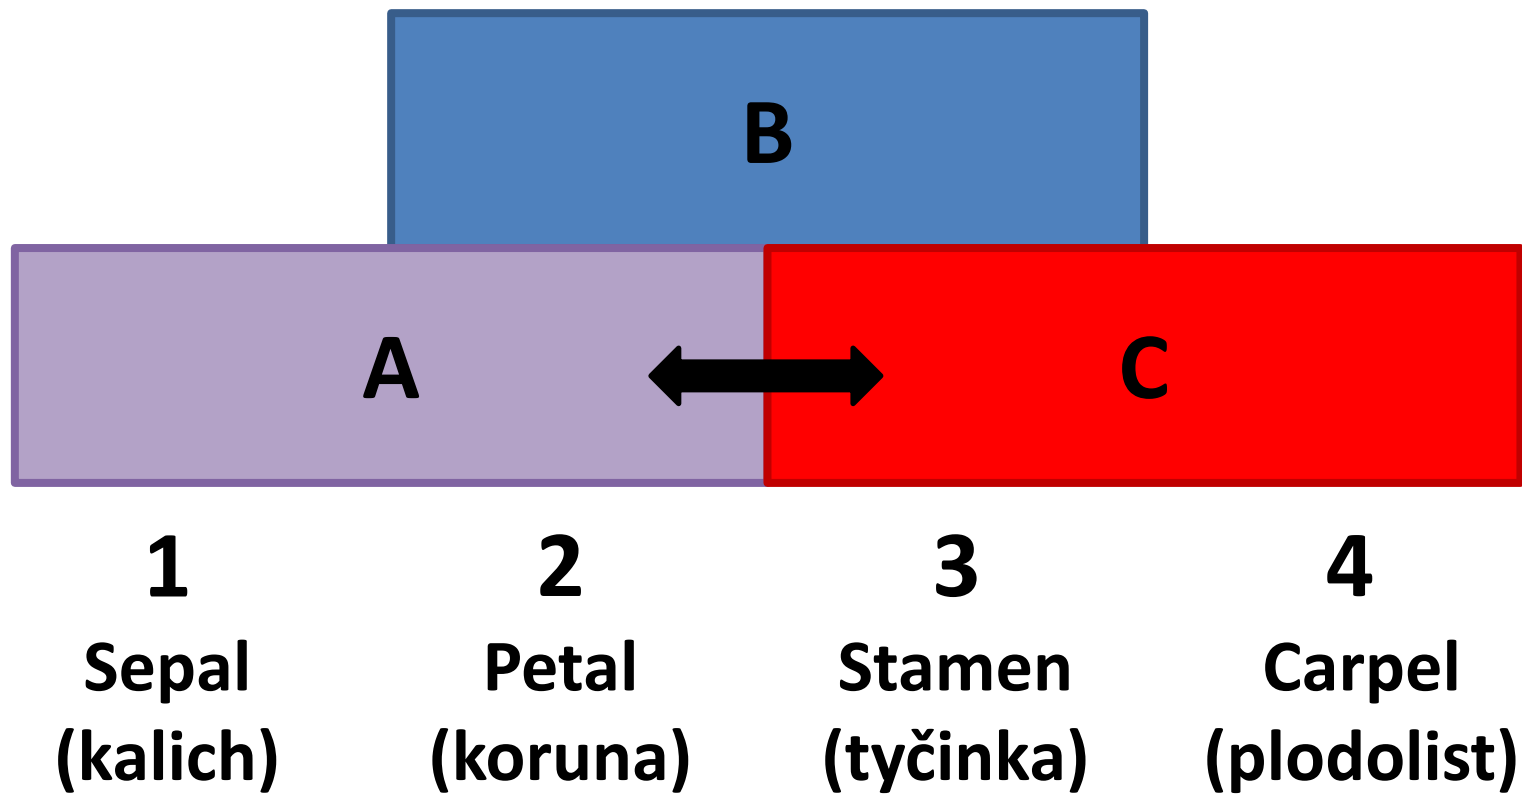 B
A C
1 2 3 4
Sepal Petal Stamen Carpel
(kalich) (koruna) (tyčinka) (plodolist)